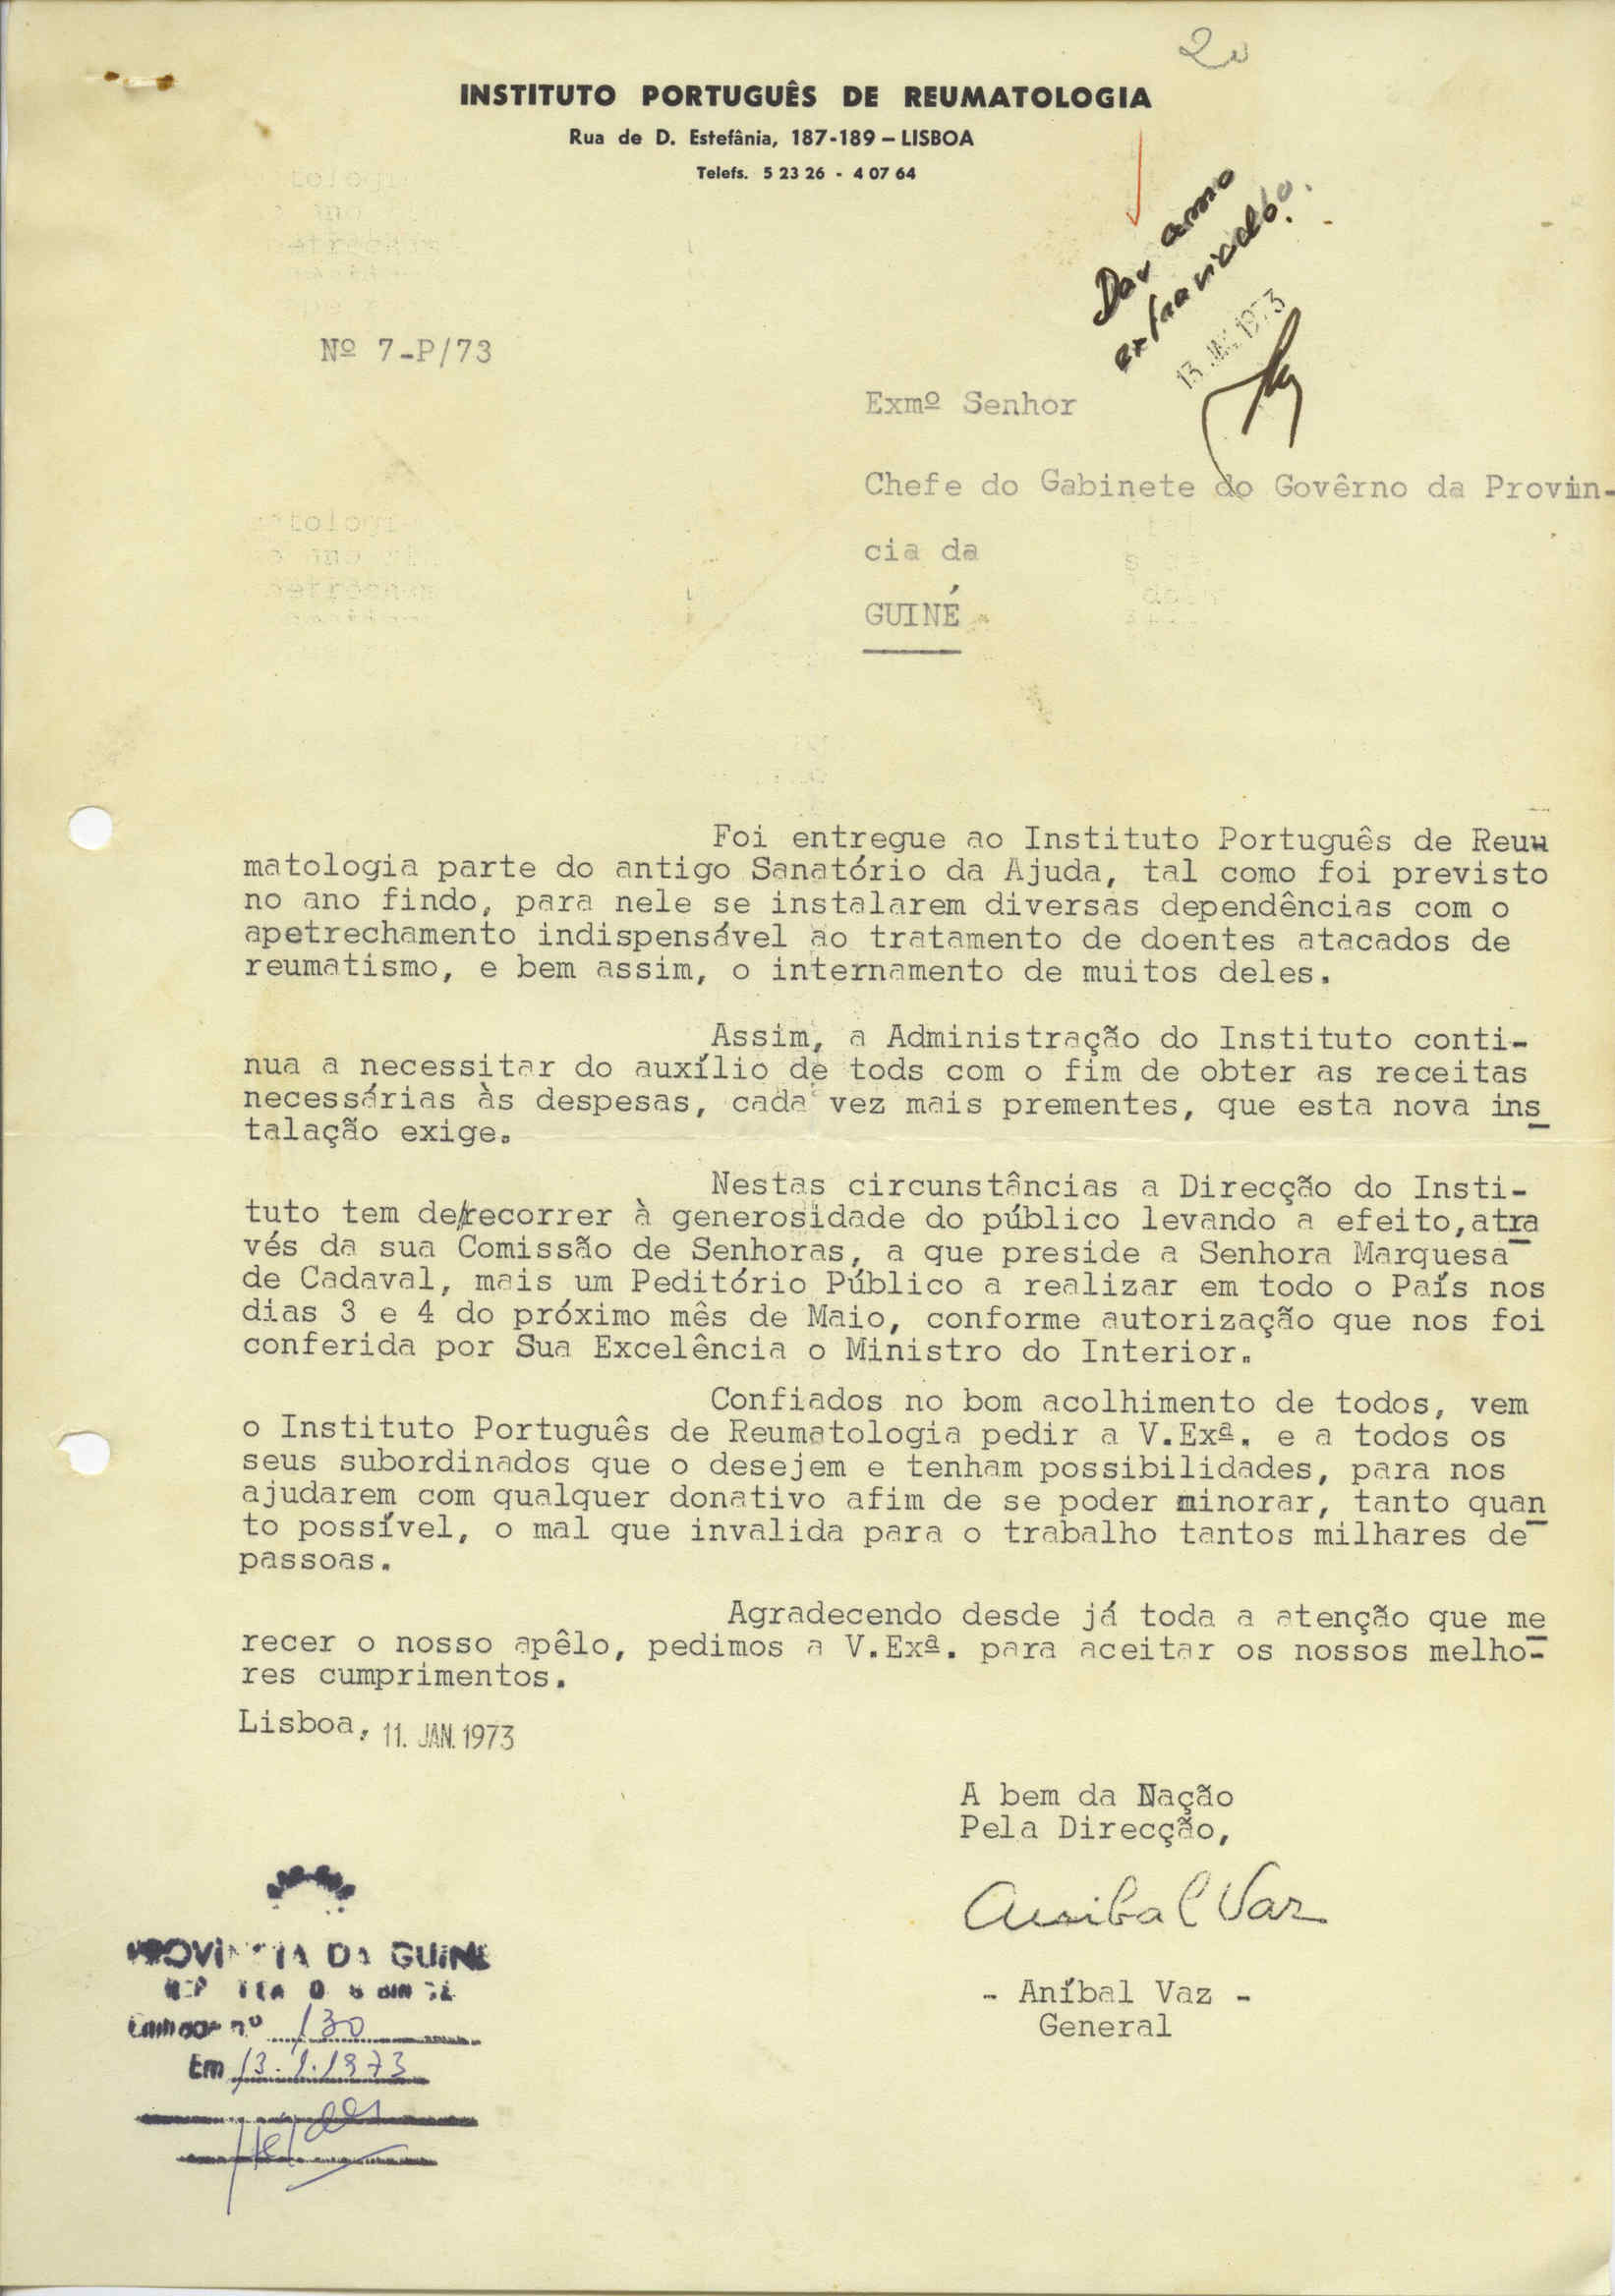 INSTITUTO PORTUGUÊS DE REUMATOLOGIA
Rua de D. Estefânia, 187-189 – LISBOA
Telefs. 5 23 26 - 4 07 64
13 JAN. 1973
Nº 7-P/73
Exmº Senhor
Chefe do Gabinete do Govêrno da Provin-
cia da
GUINÉ
Foi entregue ao Instituto Português de Reu
matologia parte do antigo Sanatório da Ajuda, tal como foi previsto
no ano findo, para nele se instalarem diversas dependências com o
apetrechamento indispensável ao tratamento de doentes atacados de
reumatismo, e bem assim, o internamento de muitos deles.
Assim, a Administração do Instituto conti-
nua a necessitar do auxílio de tods com o fim de obter as receitas
necessárias às despesas, cada vez mais prementes, que esta nova ins
talação exige.
Nestas circunstâncias a Direcção do Insti-
tuto tem de/recorrer à generosidade do público levando a efeito,atra
vés da sua Comissão de Senhoras, a que preside a Senhora Marquesa
de Cadaval, mais um Peditório Público a realizar em todo o País nos
dias 3 e 4 do próximo mês de Maio, conforme autorização que nos foi
conferida por Sua Excelência o Ministro do Interior.
Confiados no bom acolhimento de todos, vem
o Instituto Português de Reumatologia pedir a V.Exª. e a todos os
seus subordinados que o desejem e tenham possibilidades, para nos
ajudarem com qualquer donativo afim de se poder minorar, tanto quan
to possível, o mal que invalida para o trabalho tantos milhares de
passoas.
Agradecendo desde já toda a atenção que me
recer o nosso apêlo, pedimos a V.Exª. para aceitar os nossos melho-
res cumprimentos.
Lisboa, 11. JAN. 1973
A bem da Nação
Pela Direcção,
Anibal Vaz
- Aníbal Vaz -
General
PROVINCIA DA GUINE
130
Em 13.1.1973